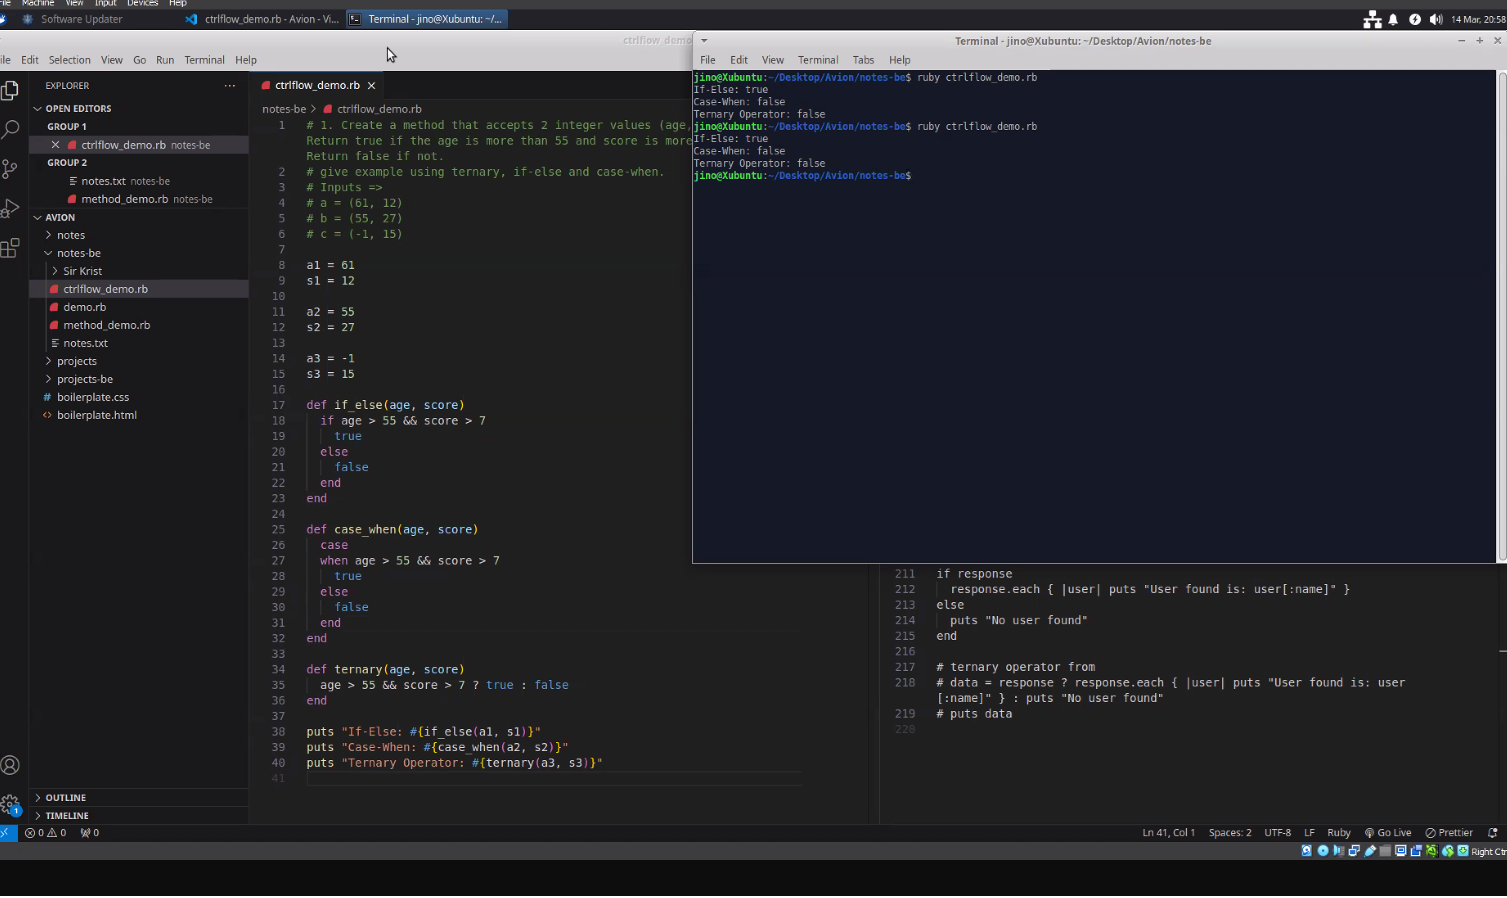 Machine View Input Devices Help
Software Updater
ctrlflow_demo.rb - Avion - Vi...
Terminal - jino@Xubuntu: ~/...
14 Mar, 20:58
ctrlflow_demo
ile Edit Selection View Go Run Terminal Help
EXPLORER
OPEN EDITORS
GROUP 1
ctrlflow_demo.rb notes-be
GROUP 2
notes.txt notes-be
method_demo.rb notes-be
AVION
notes
notes-be
Sir Krist
ctrlflow_demo.rb
demo.rb
method_demo.rb
notes.txt
projects
projects-be
boilerplate.css
boilerplate.html
OUTLINE
TIMELINE
ctrlflow_demo.rb
notes-be > ctrlflow_demo.rb
1 # 1. Create a method that accepts 2 integer values (age,
Return true if the age is more than 55 and score is more
Return false if not.
2 # give example using ternary, if-else and case-when.
3 # Inputs =>
4 # a = (61, 12)
5 # b = (55, 27)
6 # c = (-1, 15)
7
8 a1 = 61
9 s1 = 12
10
11 a2 = 55
12 s2 = 27
13
14 a3 = -1
15 s3 = 15
16
17 def if_else(age, score)
18 if age > 55 && score > 7
19 true
20 else
21 false
22 end
23 end
24
25 def case_when(age, score)
26 case
27 when age > 55 && score > 7
28 true
29 else
30 false
31 end
32 end
33
34 def ternary(age, score)
35 age > 55 && score > 7 ? true : false
36 end
37
38 puts "If-Else: #{if_else(a1, s1)}"
39 puts "Case-When: #{case_when(a2, s2)}"
40 puts "Ternary Operator: #{ternary(a3, s3)}"
41
Terminal - jino@Xubuntu: ~/Desktop/Avion/notes-be
File Edit View Terminal Tabs Help
jino@Xubuntu:~/Desktop/Avion/notes-be$ ruby ctrlflow_demo.rb
If-Else: true
Case-When: false
Ternary Operator: false
jino@Xubuntu:~/Desktop/Avion/notes-be$ ruby ctrlflow_demo.rb
If-Else: true
Case-When: false
Ternary Operator: false
jino@Xubuntu:~/Desktop/Avion/notes-be$
211 if response
212 response.each { |user| puts "User found is: user[:name]" }
213 else
214 puts "No user found"
215 end
216
217 # ternary operator from
218 # data = response ? response.each { |user| puts "User found is: user
[:name]" } : puts "No user found"
219 # puts data
220
0 0 0
Ln 41, Col 1 Spaces: 2 UTF-8 LF Ruby Go Live Prettier
1
Right Ctr